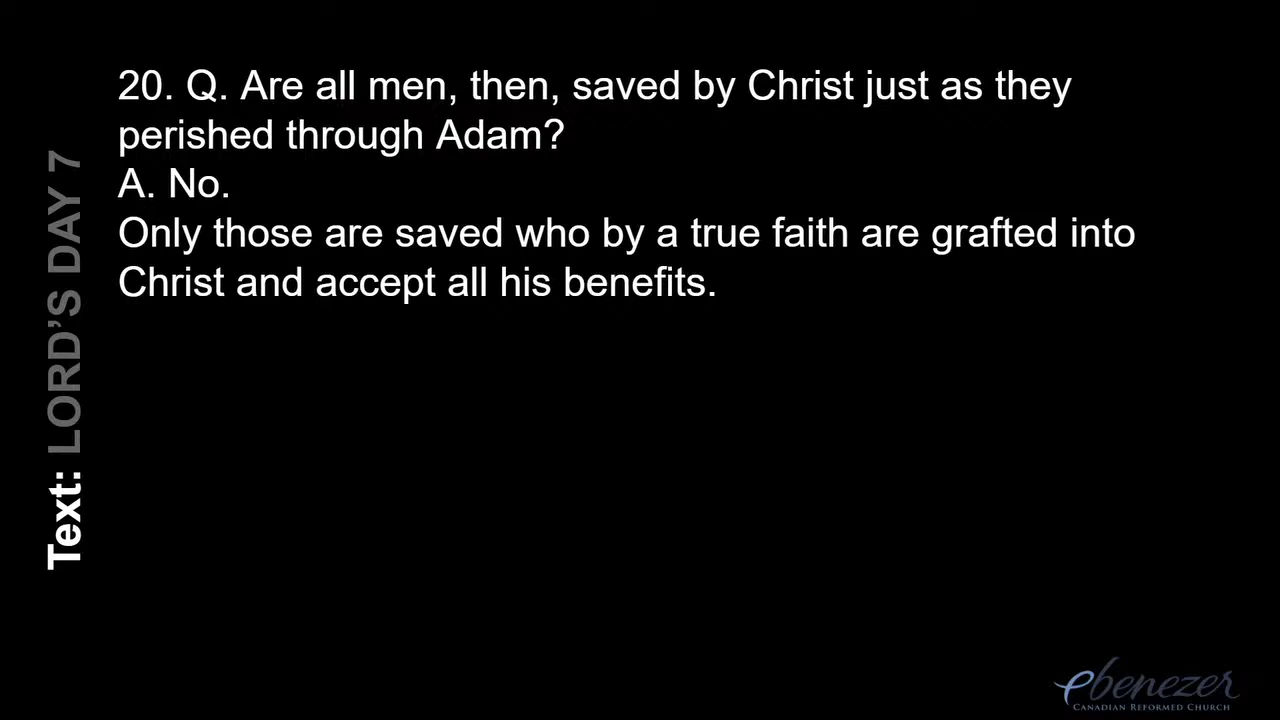 Text: LORD’S DAY 7
20. Q. Are all men, then, saved by Christ just as they
perished through Adam?
A. No.
Only those are saved who by a true faith are grafted into
Christ and accept all his benefits.
ebenezer
CANADIAN REFORMED CHURCH